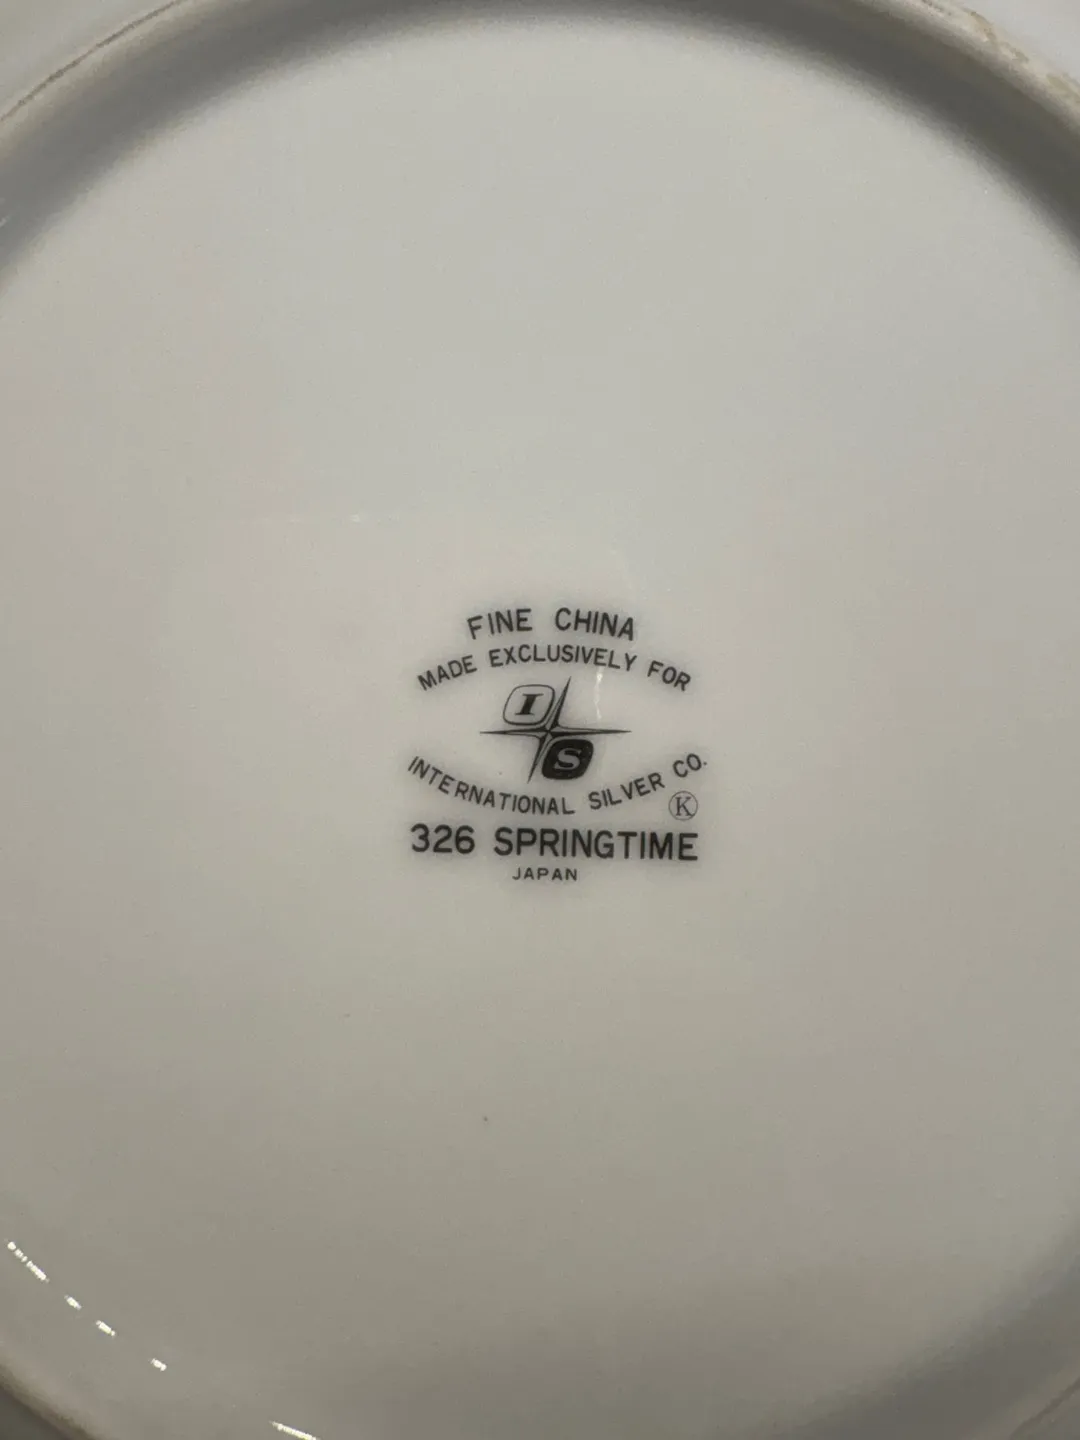 FINE CHINA
MADE EXCLUSIVELY FOR
I
S
INTERNATIONAL SILVER CO.
K
326 SPRINGTIME
JAPAN